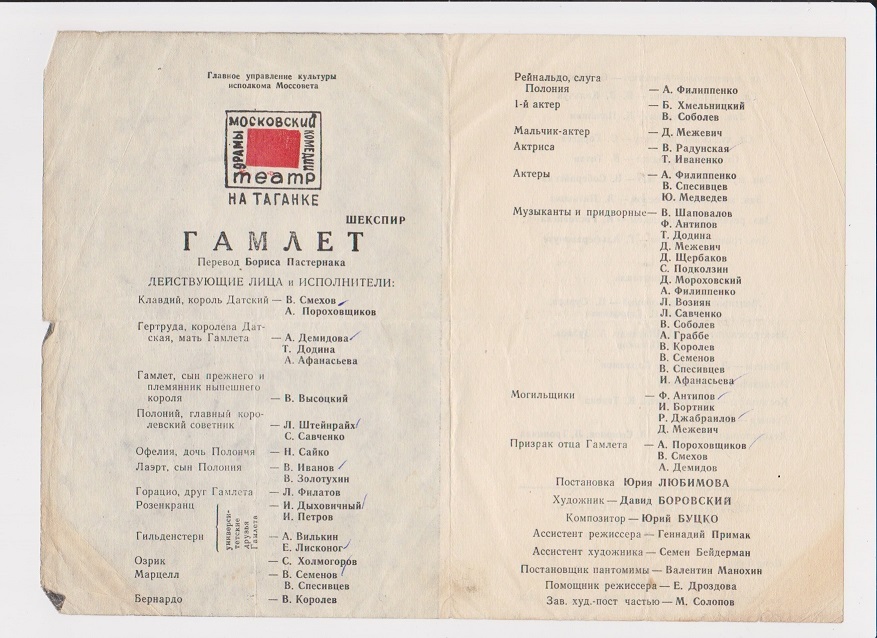 Главное управление культуры
исполкома Моссовета
МОСКОВСКИЙ
ДРАМЫ
КОМЕДИИ
театр
НА ТАГАНКЕ
ШЕКСПИР
ГАМЛЕТ
Перевод Бориса Пастернака
ДЕЙСТВУЮЩИЕ ЛИЦА и ИСПОЛНИТЕЛИ:
Клавдий, король Датский — В. Смехов
А. Пороховщиков
Гертруда, королева Дат-
ская, мать Гамлета — А. Демидова
Т. Додина
А. Афанасьева
Гамлет, сын прежнего и
племянник нынешнего
короля — В. Высоцкий
Полоний, главный коро-
левский советник — Л. Штейнрайх
С. Савченко
Офелия, дочь Полония — Н. Сайко
Лаэрт, сын Полония — В. Иванов
В. Золотухин
Горацио, друг Гамлета — Л. Филатов
Розенкранц — И. Дыховичный
И. Петров
универси-
тетские
друзья
Гамлета
Гильденстерн — А. Вилькин
Е. Лисконог
Озрик — С. Холмогоров
Марцелл — В. Семенов
В. Спесивцев
Бернардо — В. Королев
Рейнальдо, слуга
Полония — А. Филиппенко
1-й актер — Б. Хмельницкий
В. Соболев
Мальчик-актер — Д. Межевич
Актриса — В. Радунская
Т. Иваненко
Актеры — А. Филиппенко
В. Спесивцев
Ю. Медведев
Музыканты и придворные — В. Шаповалов
Ф. Антипов
Т. Додина
Д. Межевич
Д. Щербаков
С. Подколзин
Д. Мороховский
А. Филиппенко
Л. Возиян
Л. Савченко
В. Соболев
А. Граббе
В. Королев
В. Семенов
В. Спесивцев
И. Афанасьева
Могильщики — Ф. Антипов
И. Бортник
Р. Джабраилов
Д. Межевич
Призрак отца Гамлета — А. Пороховщиков
В. Смехов
А. Демидов
Постановка Юрия ЛЮБИМОВА
Художник — Давид БОРОВСКИЙ
Композитор — Юрий БУЦКО
Ассистент режиссера — Геннадий Примак
Ассистент художника — Семен Бейдерман
Постановщик пантомимы — Валентин Манохин
Помощник режиссера — Е. Дроздова
Зав. худ.-пост частью — М. Солопов